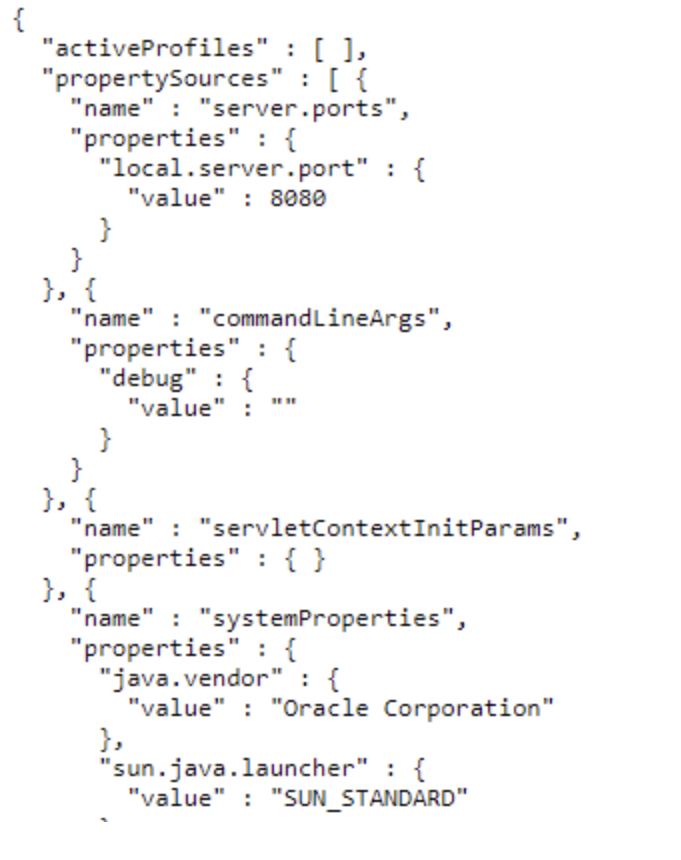 {
  "activeProfiles" : [ ],
  "propertySources" : [ {
    "name" : "server.ports",
    "properties" : {
      "local.server.port" : {
        "value" : 8080
      }
    }
  }, {
    "name" : "commandLineArgs",
    "properties" : {
      "debug" : {
        "value" : ""
      }
    }
  }, {
    "name" : "servletContextInitParams",
    "properties" : { }
  }, {
    "name" : "systemProperties",
    "properties" : {
      "java.vendor" : {
        "value" : "Oracle Corporation"
      },
      "sun.java.launcher" : {
        "value" : "SUN_STANDARD"